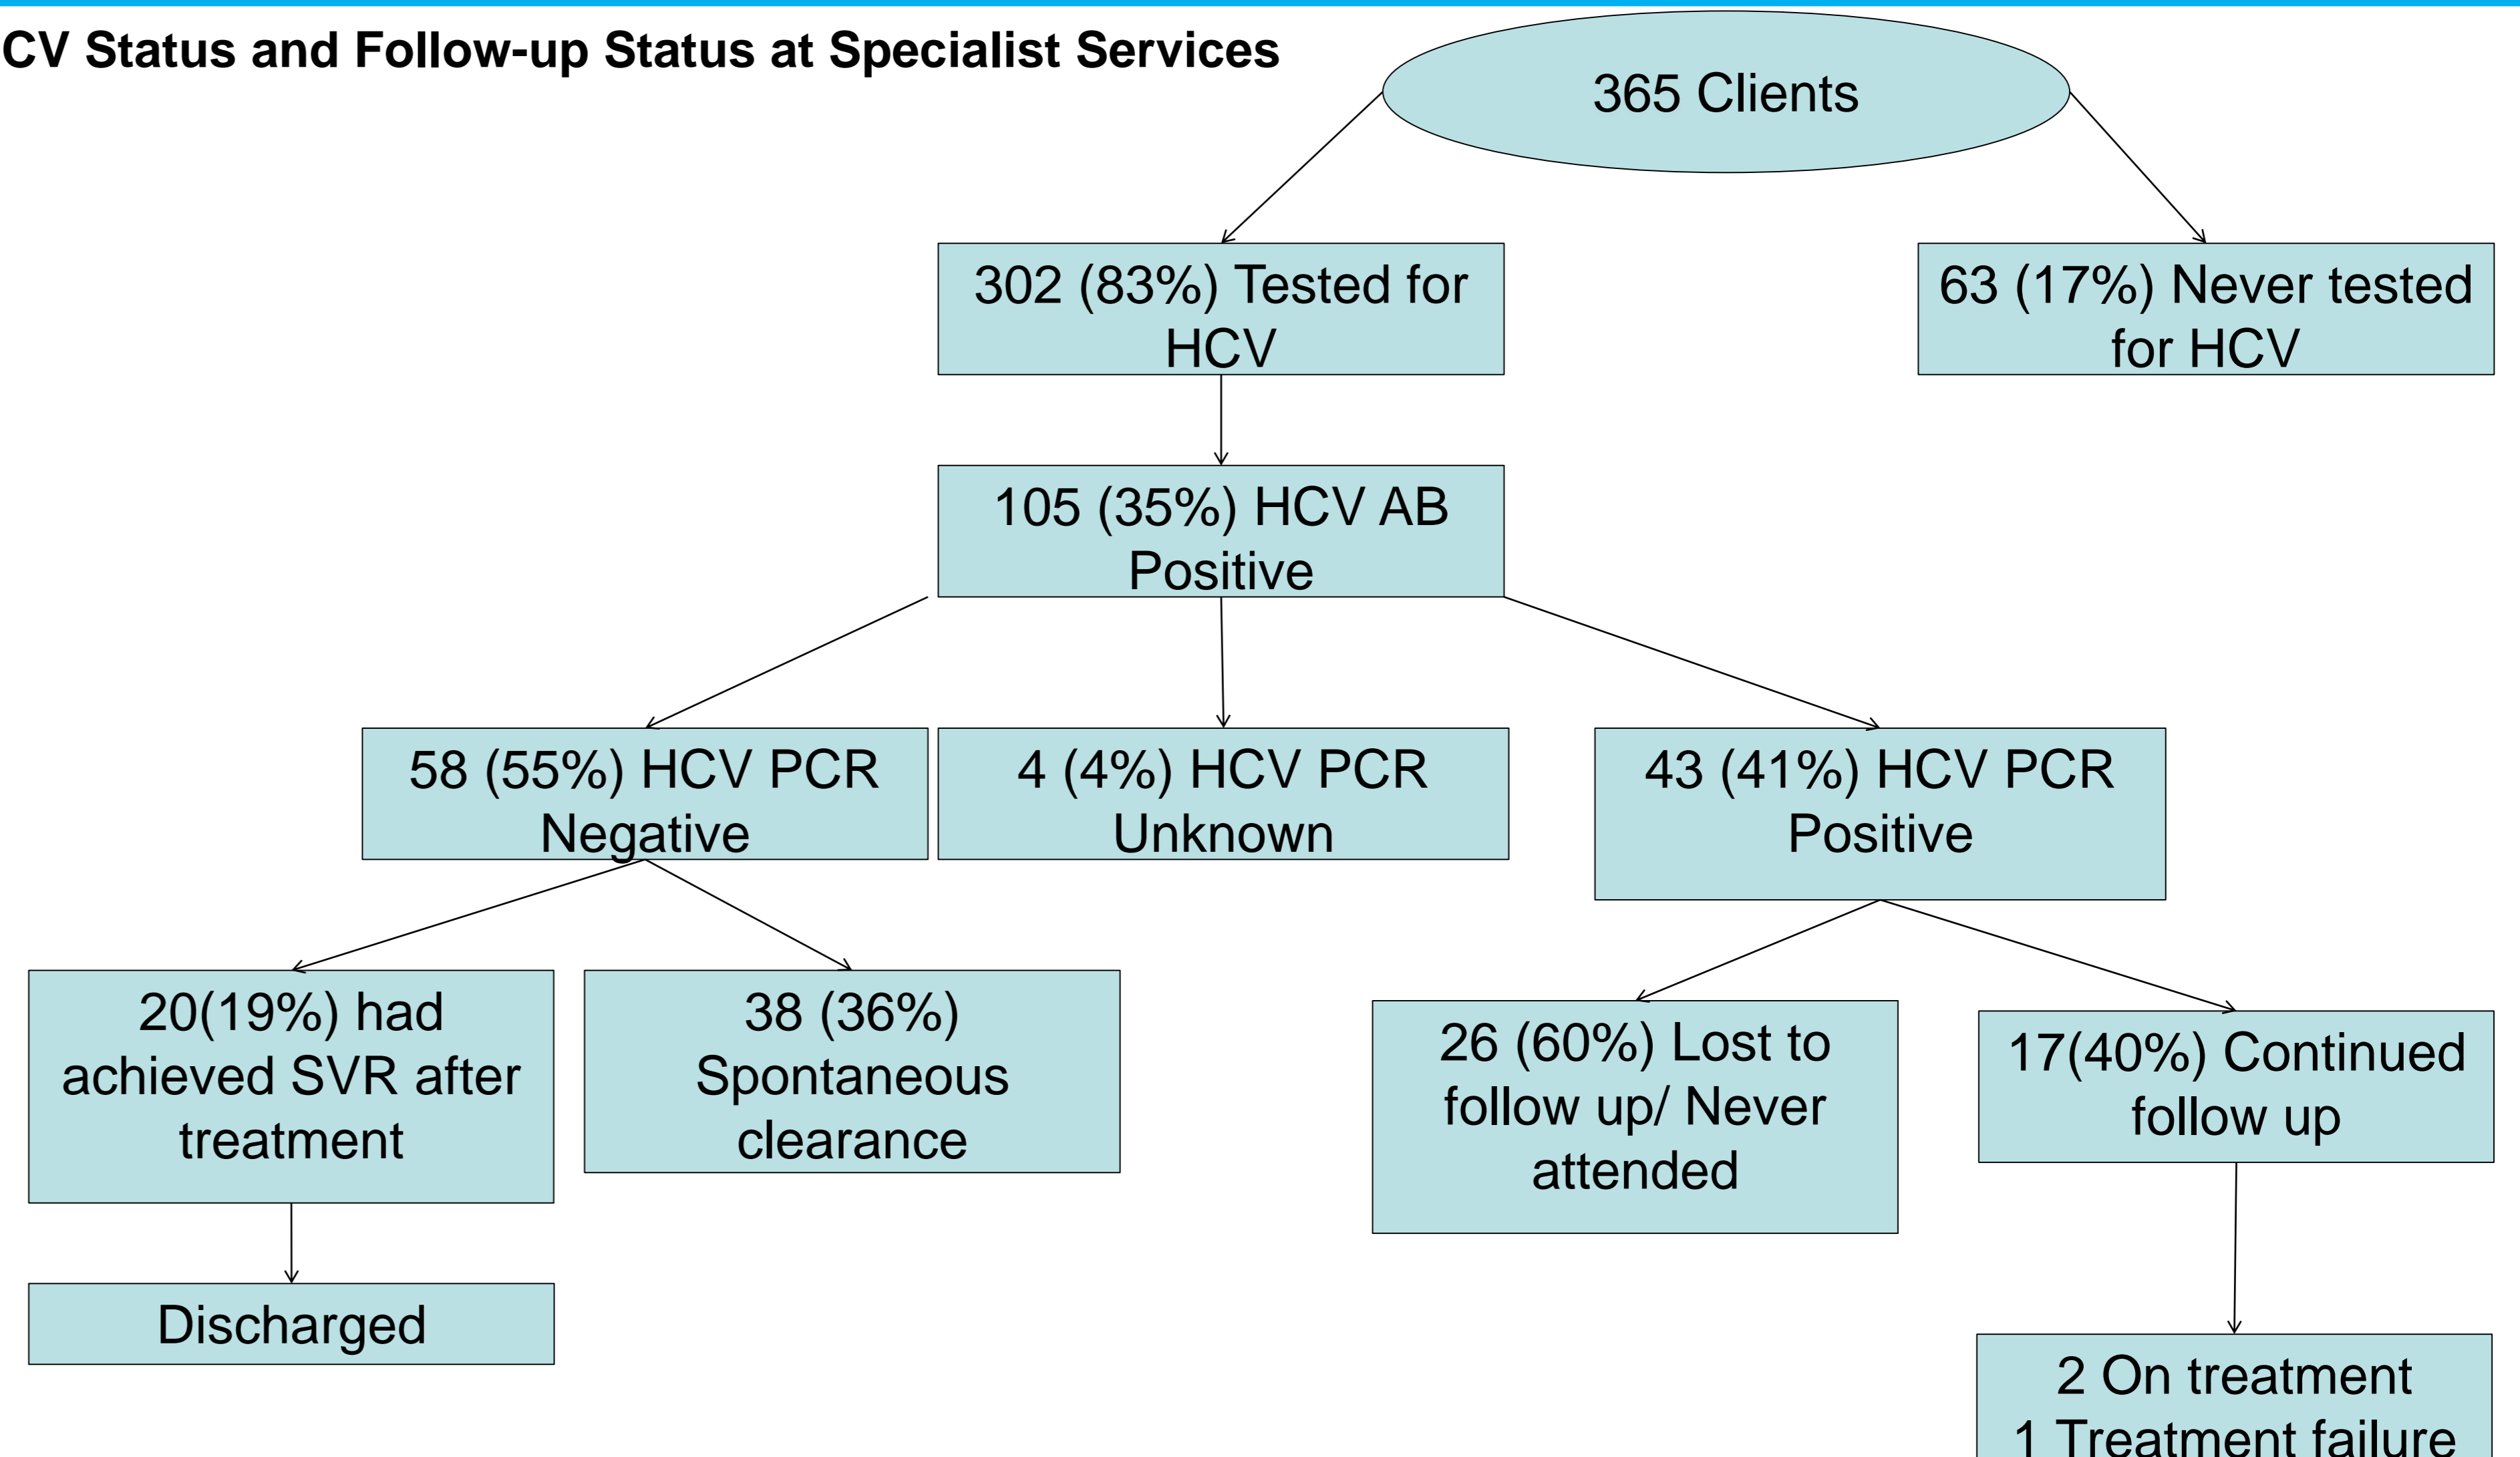 CV Status and Follow-up Status at Specialist Services
365 Clients
302 (83%) Tested for
HCV
63 (17%) Never tested
for HCV
105 (35%) HCV AB
Positive
58 (55%) HCV PCR
Negative
4 (4%) HCV PCR
Unknown
43 (41%) HCV PCR
Positive
20(19%) had
achieved SVR after
treatment
38 (36%)
Spontaneous
clearance
26 (60%) Lost to
follow up/ Never
attended
17(40%) Continued
follow up
Discharged
2 On treatment
1 Treatment failure